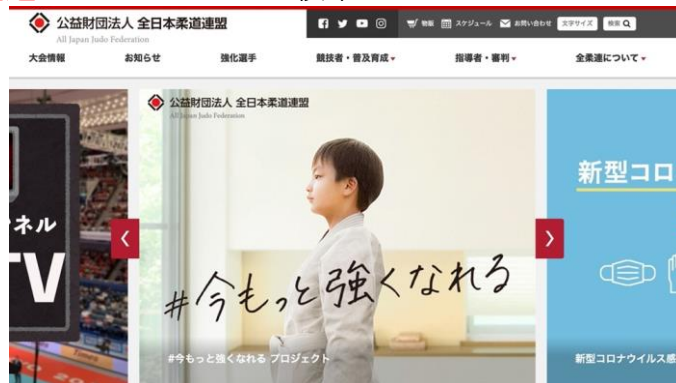 公益財団法人 全日本柔道連盟
All Japan Judo Federation
物販 スケジュール お問い合わせ 文字サイズ 検索
大会情報 お知らせ 強化選手 競技者・普及育成 指導者・審判 全柔連について
公益財団法人 全日本柔道連盟
All Japan Judo Federation
ネル
TV
#今もっと強くなれる
#今もっと強くなれる プロジェクト
新型コロ
新型コロナウイルス感